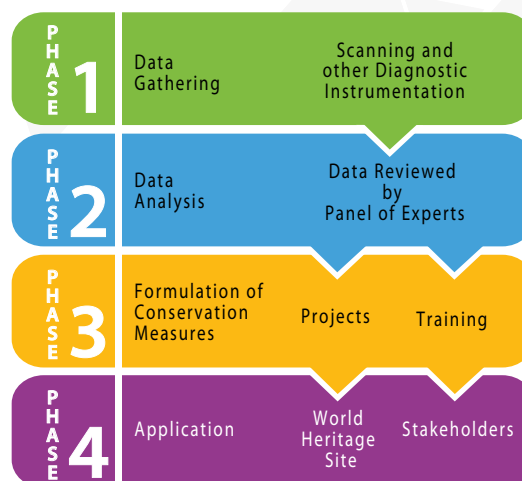 PHASE 1
Data
Gathering
Scanning and
other Diagnostic
Instrumentation
PHASE 2
Data
Analysis
Data Reviewed
by
Panel of Experts
PHASE 3
Formulation of
Conservation
Measures
Projects
Training
PHASE 4
Application
World
Heritage
Site
Stakeholders